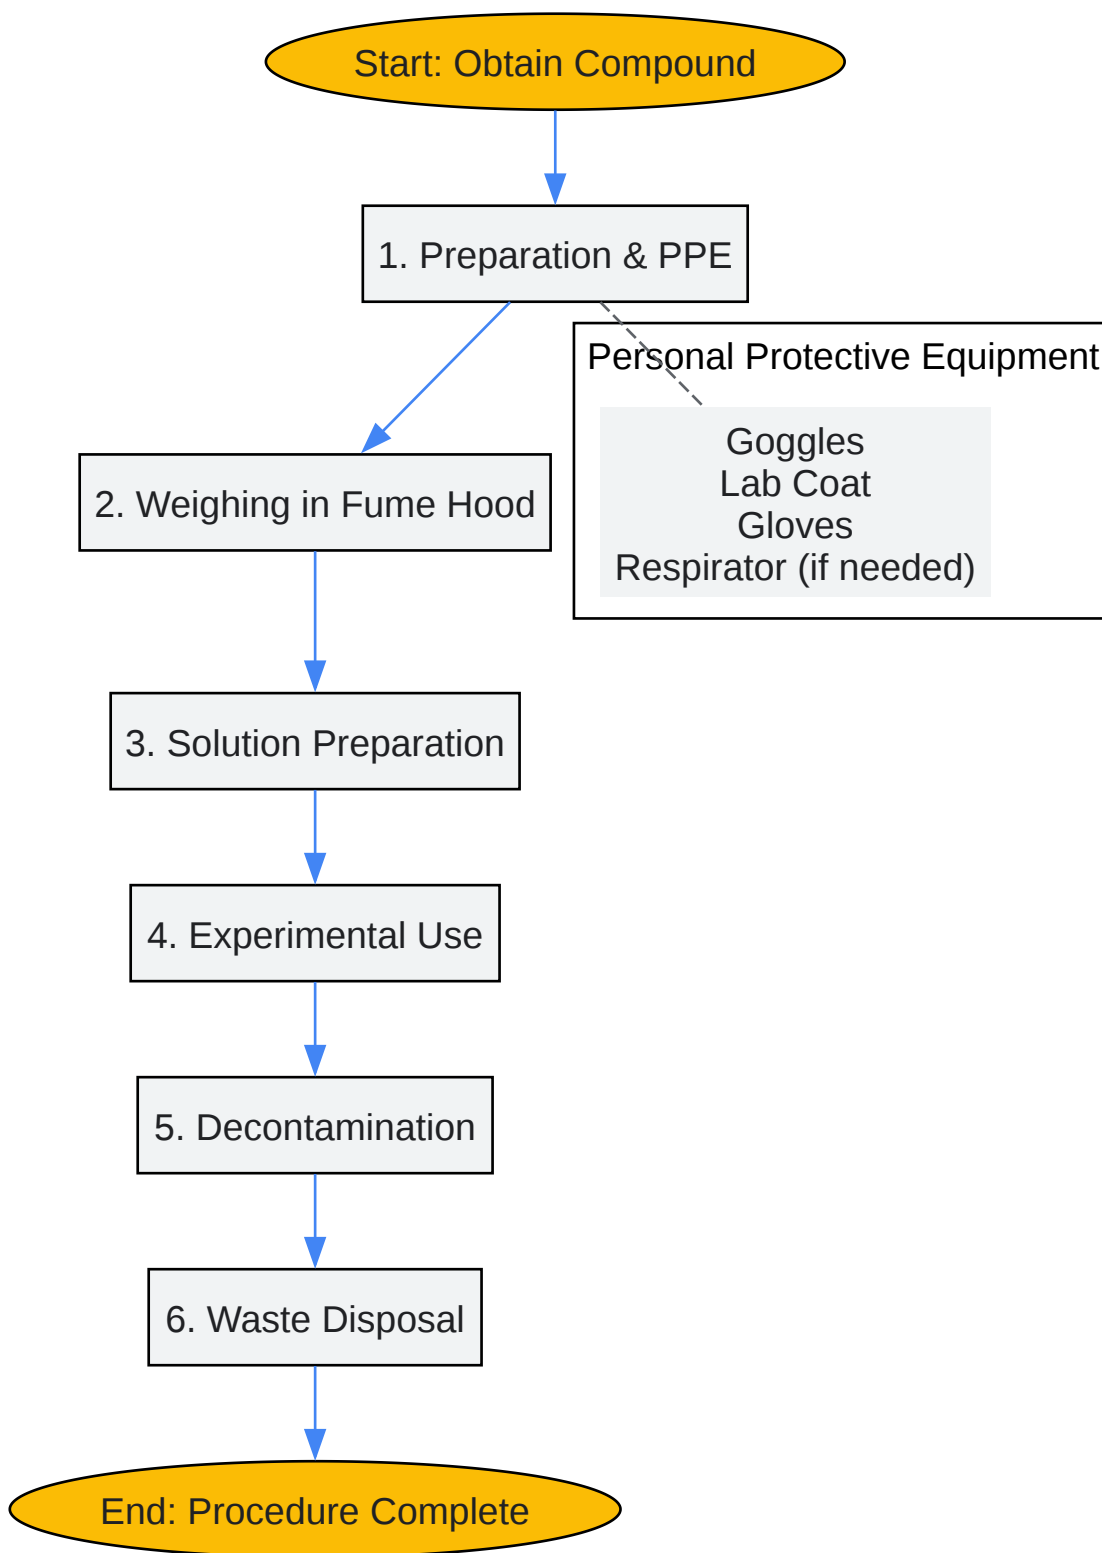 Start: Obtain Compound
1. Preparation & PPE
Personal Protective Equipment
Goggles
Lab Coat
Gloves
Respirator (if needed)
2. Weighing in Fume Hood
3. Solution Preparation
4. Experimental Use
5. Decontamination
6. Waste Disposal
End: Procedure Complete